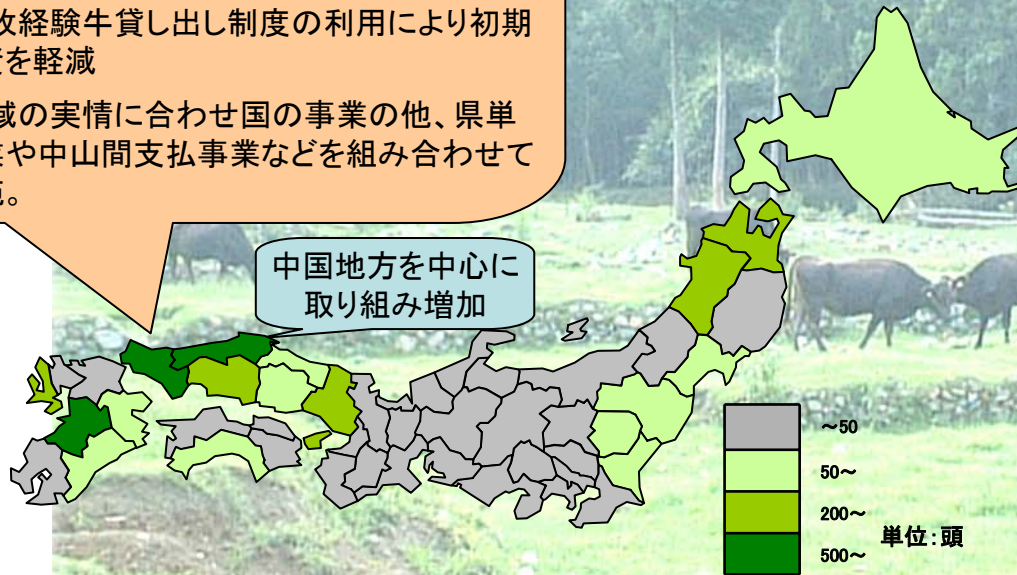 牧経験牛貸し出し制度の利用により初期
を軽減
域の実情に合わせ国の事業の他、県単
や中山間支払事業などを組み合わせて
。
中国地方を中心に
取り組み増加
～50
50～
200～
500～
単位：頭